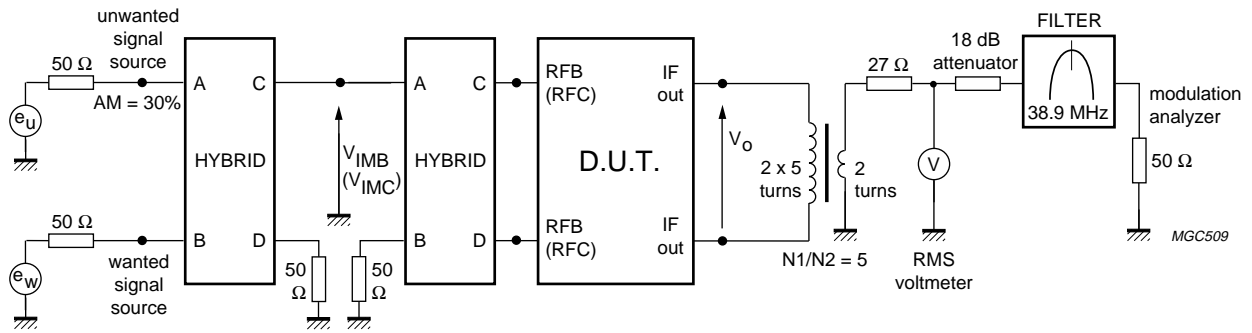 unwanted
signal
source
50 Ω
AM = 30%
e_u
A
C
HYBRID
B
D
50 Ω
e_w
wanted
signal
source
50
Ω
V_IMB
(V_IMC)
50
Ω
A
C
HYBRID
B
D
RFB
(RFC)
IF
out
D.U.T.
RFB
(RFC)
IF
out
V_o
2 x 5
turns
2
turns
N1/N2 = 5
27 Ω
V
RMS
voltmeter
18 dB
attenuator
FILTER
38.9 MHz
modulation
analyzer
50 Ω
MGC509